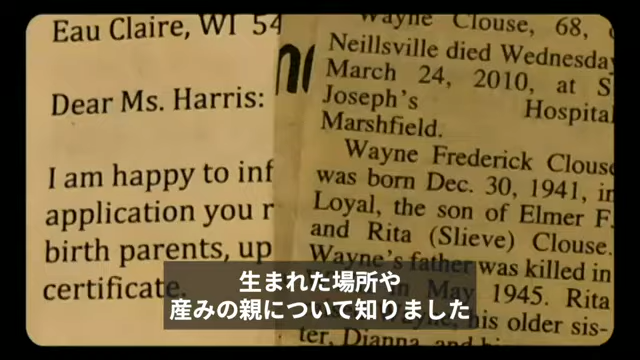 Eau Claire, WI 54
Dear Ms. Harris:
I am happy to inf
application you r
birth parents, up
certificate.
Wayne Clouse, 68,
Neillsville died Wednesday
March 24, 2010, at S
Joseph's Hospital
Marshfield.
Wayne Frederick Clouse
was born Dec. 30, 1941, in
Loyal, the son of Elmer F.
and Rita (Slieve) Clouse.
Wayne's father was killed in
in May 1945. Rita
his older sis-
ter, Dianna, and
生まれた場所や
産みの親について知りました